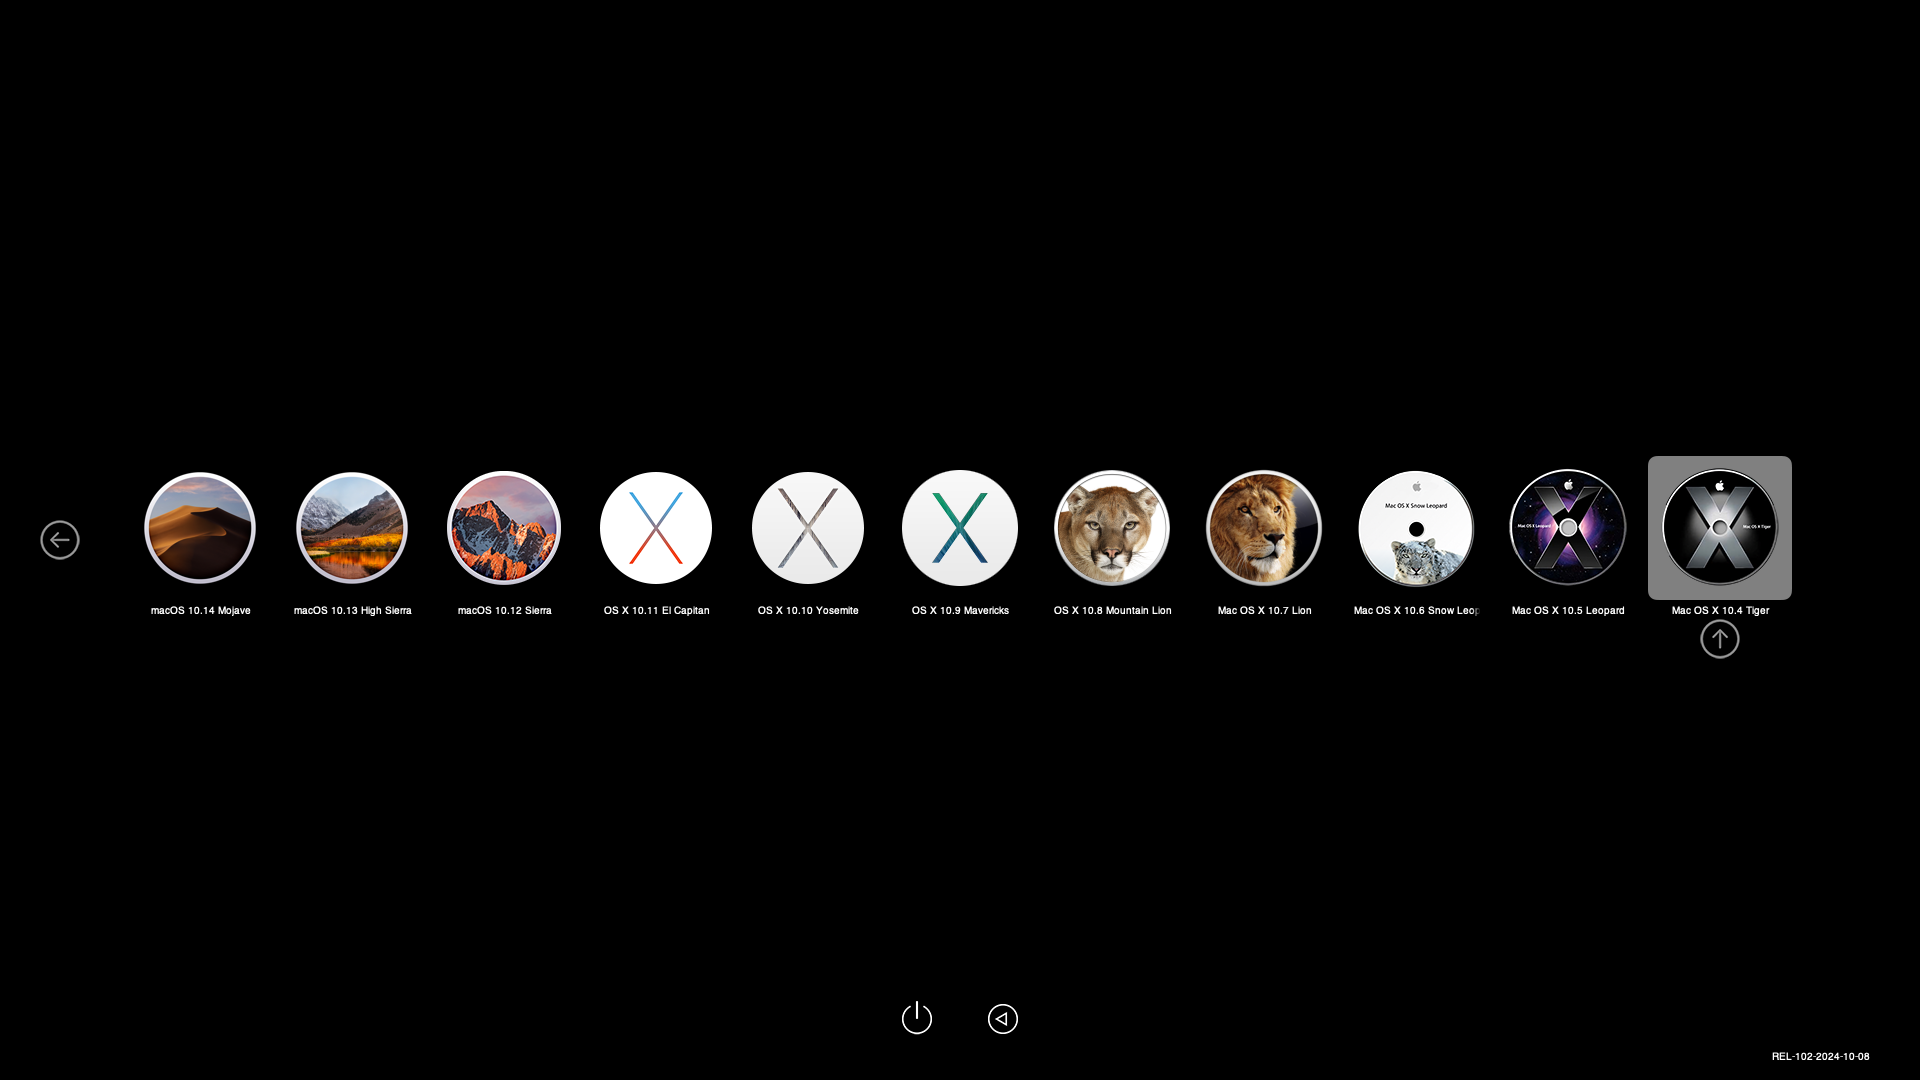 Mac OS X Snow Leopard
Mac OS X Leopard
Mac OS X Tiger
macOS 10.14 Mojave
macOS 10.13 High Sierra
macOS 10.12 Sierra
OS X 10.11 El Capitan
OS X 10.10 Yosemite
OS X 10.9 Mavericks
OS X 10.8 Mountain Lion
Mac OS X 10.7 Lion
Mac OS X 10.6 Snow Leop
Mac OS X 10.5 Leopard
Mac OS X 10.4 Tiger
REL-102-2024-10-08